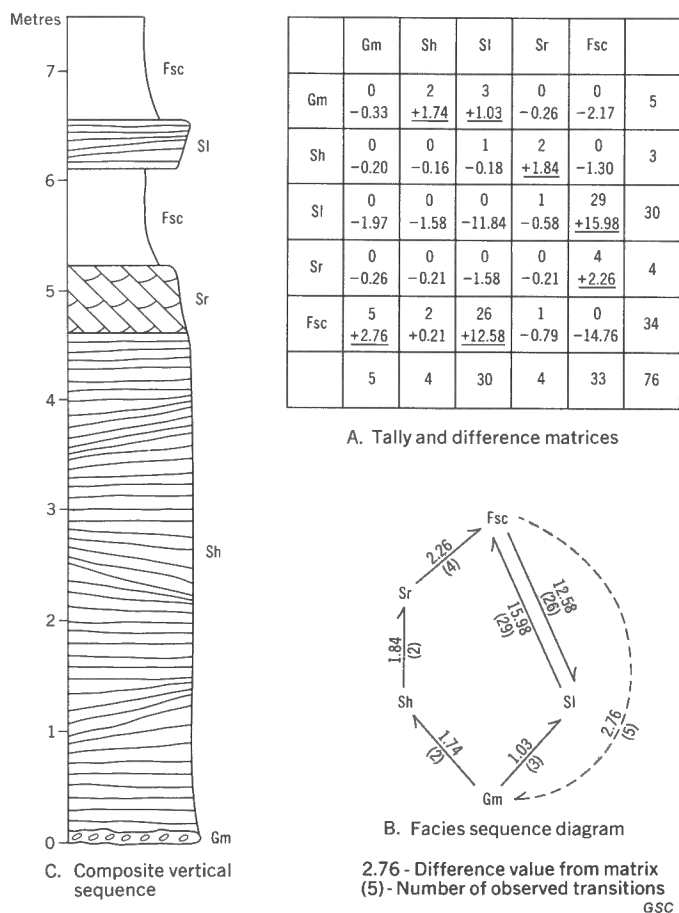 Metres
7
Fsc
Sl
6
Fsc
5
Sr
4
3
Sh
2
1
0
Gm
C. Composite vertical
sequence
Gm Sh Sl Sr Fsc
Gm 0 2 3 0 0 5
−0.33 +1.74 +1.03 −0.26 −2.17
Sh 0 0 1 2 0 3
−0.20 −0.16 −0.18 +1.84 −1.30
Sl 0 0 0 1 29 30
−1.97 −1.58 −11.84 −0.58 +15.98
Sr 0 0 0 0 4 4
−0.26 −0.21 −1.58 −0.21 +2.26
Fsc 5 2 26 1 0 34
+2.76 +0.21 +12.58 −0.79 −14.76
5 4 30 4 33 76
A. Tally and difference matrices
Fsc
2.26
(4)
Sr
12.58
(26)
15.98
(29)
1.84
(2)
Sh
Sl
2.76
(5)
1.74
(2)
1.03
(3)
Gm
B. Facies sequence diagram
2.76 - Difference value from matrix
(5) - Number of observed transitions
GSC